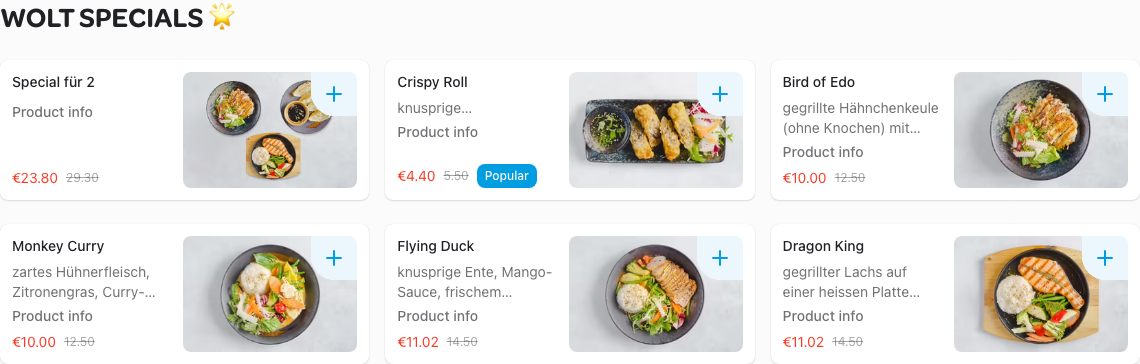 WOLT SPECIALS 🌟
Special für 2
Product info
€23.80 29.30
Crispy Roll
knusprige...
Product info
€4.40 5.50 Popular
Bird of Edo
gegrillte Hähnchenkeule
(ohne Knochen) mit...
Product info
€10.00 12.50
Monkey Curry
zartes Hühnerfleisch,
Zitronengras, Curry-...
Product info
€10.00 12.50
Flying Duck
knusprige Ente, Mango-
Sauce, frischem...
Product info
€11.02 14.50
Dragon King
gegrillter Lachs auf
einer heissen Platte...
Product info
€11.02 14.50